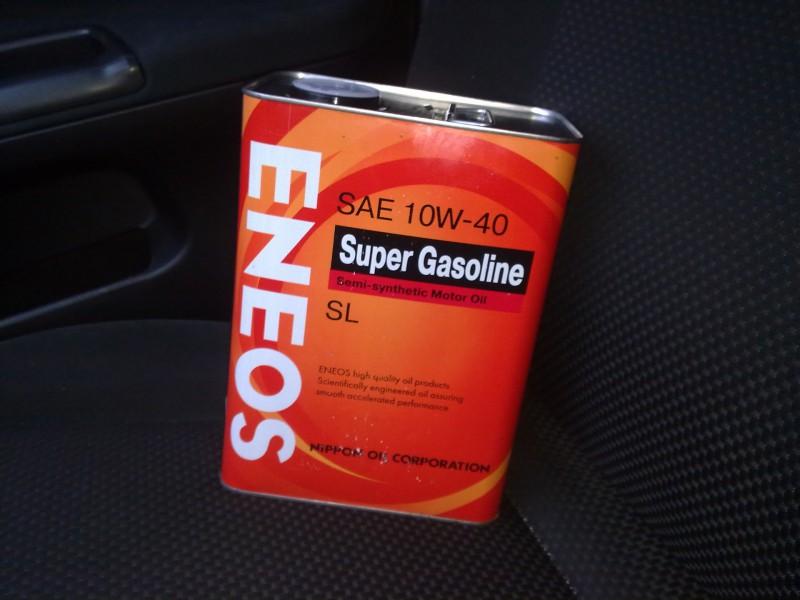 ENEOS
SAE 10W-40
Super Gasoline
Semi-synthetic Motor Oil
SL
ENEOS high quality oil products
Scientifically engineered oil assuring
smooth accelerated performance
NIPPON OIL CORPORATION